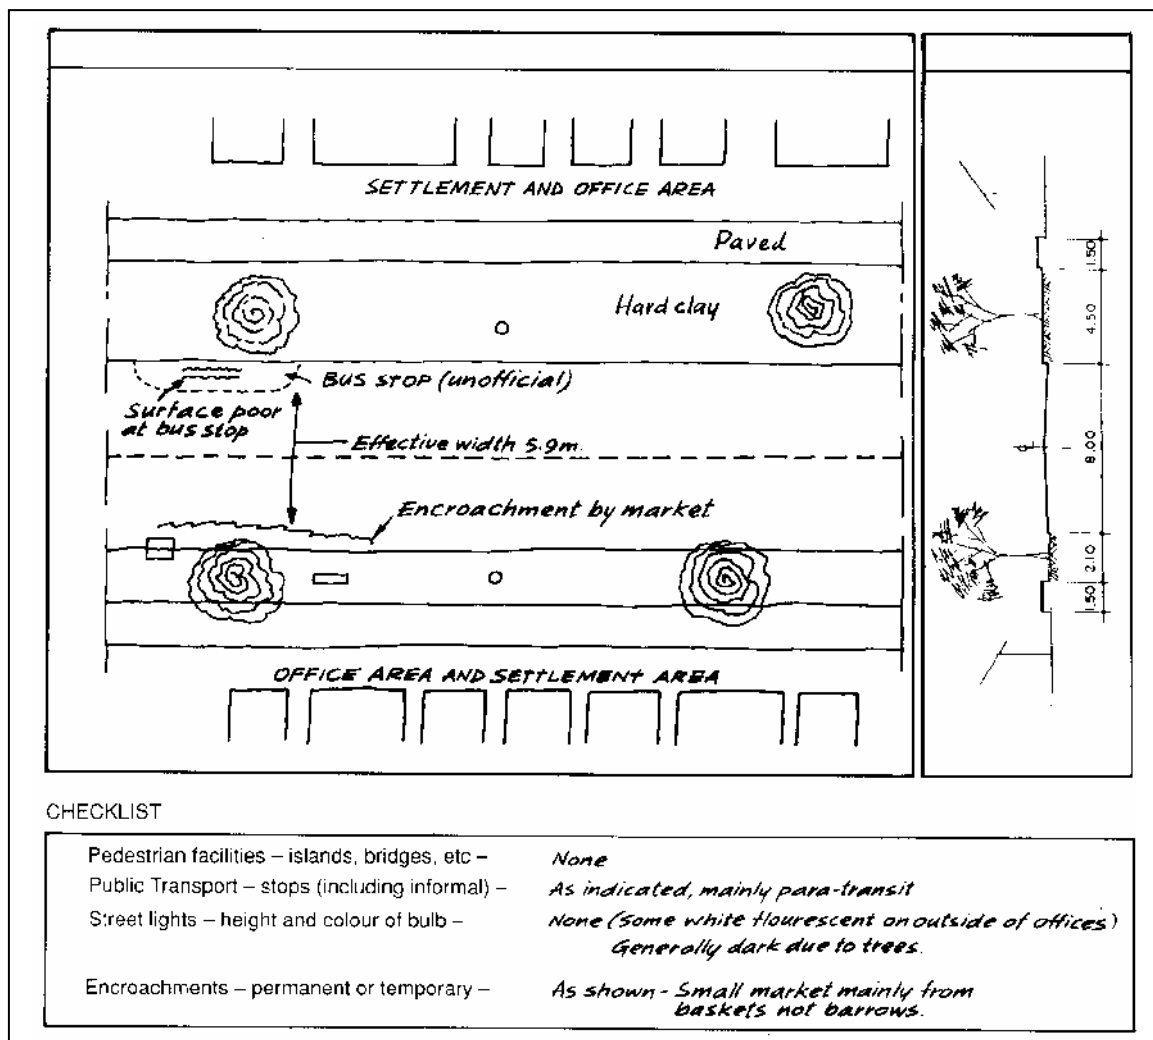 SETTLEMENT AND OFFICE AREA
Paved
Hard clay
BUS STOP (unofficial)
Surface poor
at bus stop
Effective width 5.9m.
Encroachment by market
OFFICE AREA AND SETTLEMENT AREA
1.50
4.50
8.00
2.10
1.50
CHECKLIST
Pedestrian facilities – islands, bridges, etc – None
Public Transport – stops (including informal) – As indicated, mainly para-transit
Street lights – height and colour of bulb – None (Some white flourescent on outside of offices)
Generally dark due to trees.
Encroachments – permanent or temporary – As shown - Small market mainly from
baskets not barrows.